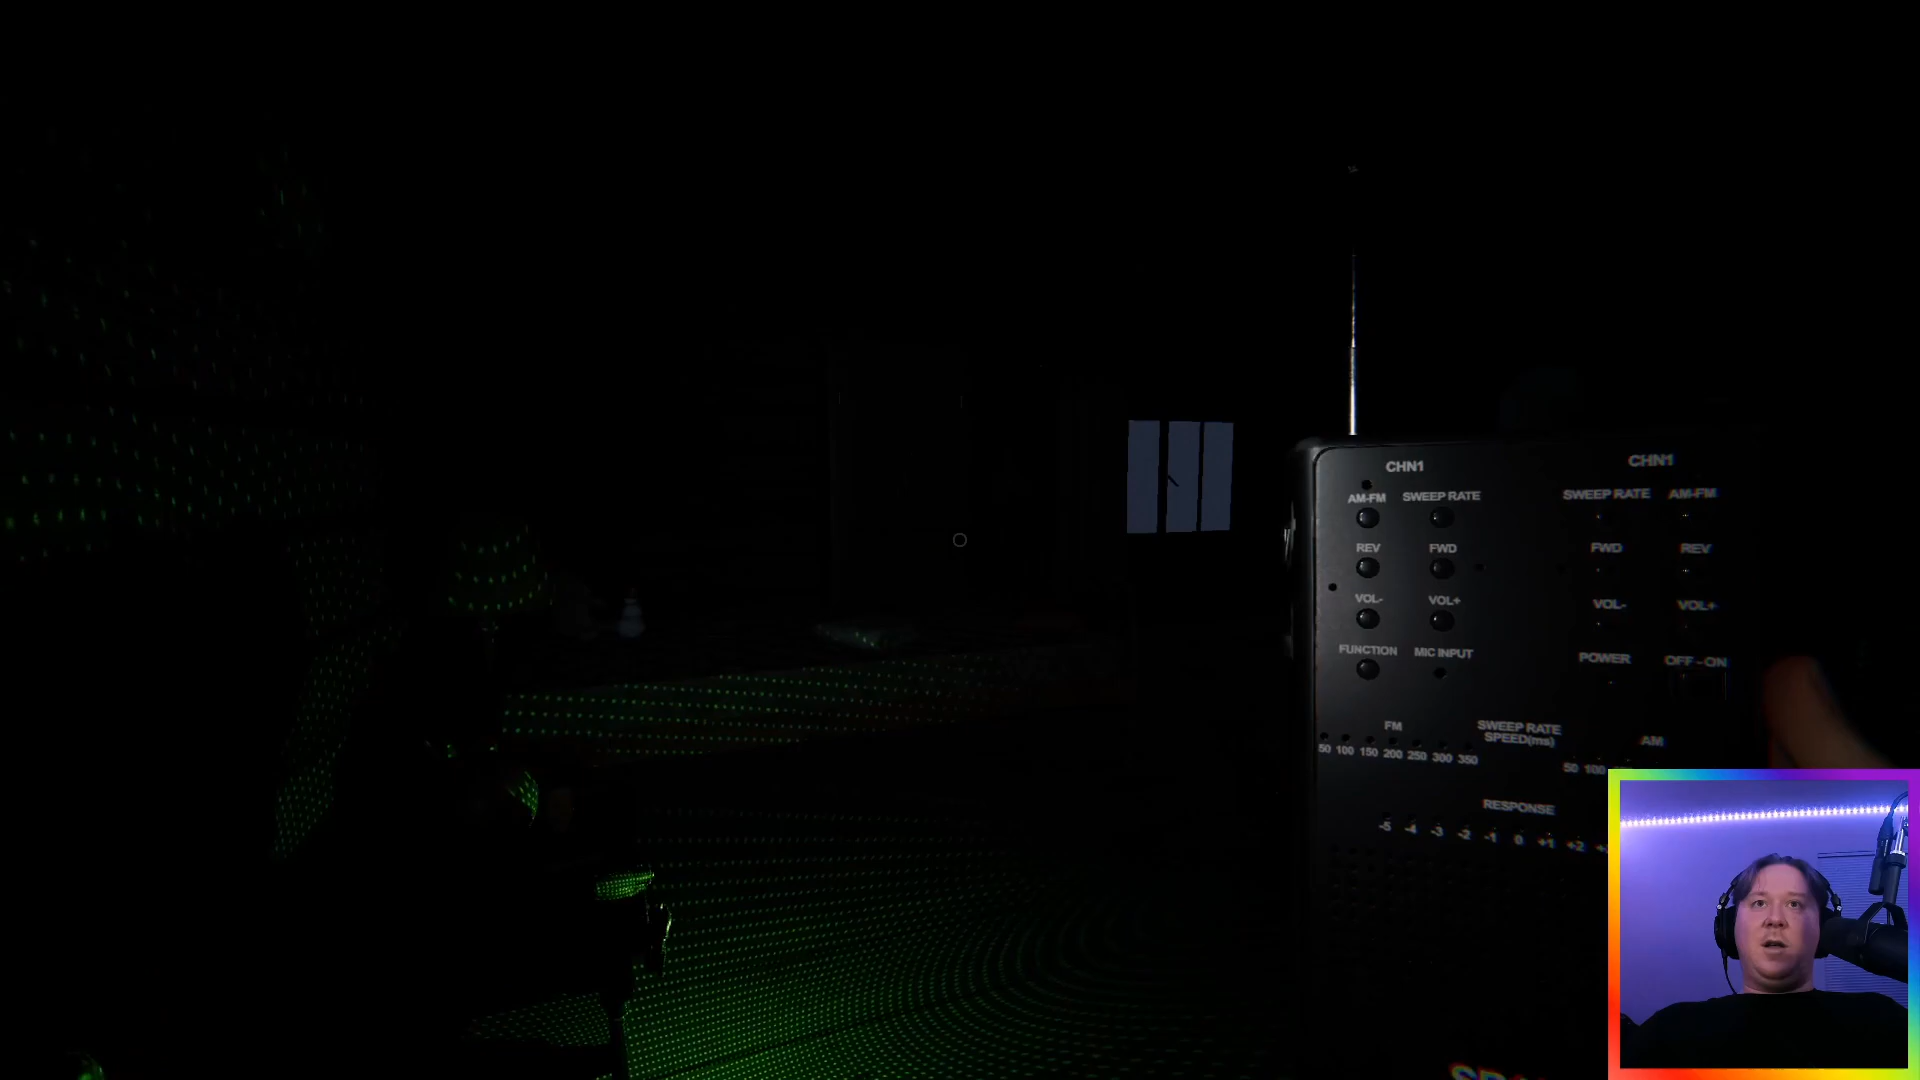 CHN1 CHN1
AM-FM SWEEP RATE SWEEP RATE AM-FM
REV FWD FWD REV
VOL- VOL+ VOL- VOL+
FUNCTION MIC INPUT POWER OFF - ON
FM SWEEP RATE SPEED(ms) AM
50 100 150 200 250 300 350 50 100
RESPONSE
-5 -4 -3 -2 -1 0 +1 +2